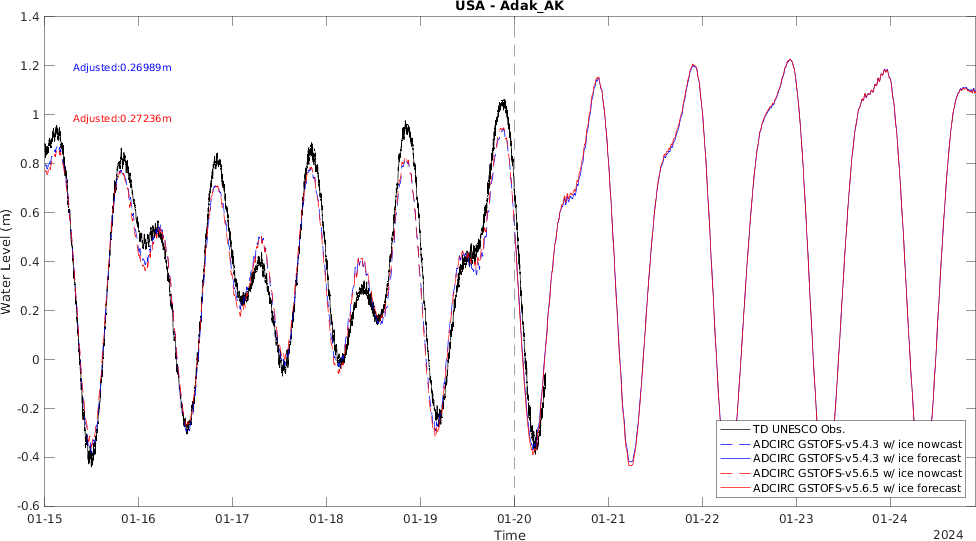 USA - Adak_AK
1.4
1.2
1
0.8
0.6
0.4
0.2
0
-0.2
-0.4
-0.6
Water Level (m)
Adjusted:0.26989m
Adjusted:0.27236m
TD UNESCO Obs.
ADCIRC GSTOFS-v5.4.3 w/ ice nowcast
ADCIRC GSTOFS-v5.4.3 w/ ice forecast
ADCIRC GSTOFS-v5.6.5 w/ ice nowcast
ADCIRC GSTOFS-v5.6.5 w/ ice forecast
01-15 01-16 01-17 01-18 01-19 01-20 01-21 01-22 01-23 01-24
Time
2024